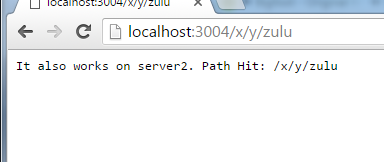 localhost:3004/x/y/zulu
localhost:3004/x/y/zulu
It also works on server2. Path Hit: /x/y/zulu